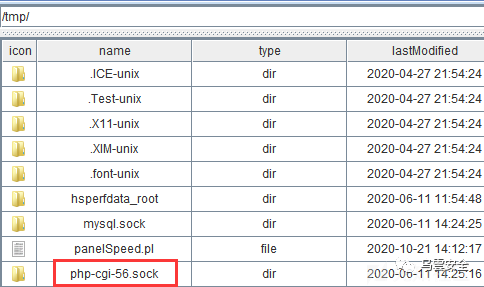 /tmp/
icon name type lastModified
.ICE-unix dir 2020-04-27 21:54:24
.Test-unix dir 2020-04-27 21:54:24
.X11-unix dir 2020-04-27 21:54:24
.XIM-unix dir 2020-04-27 21:54:24
.font-unix dir 2020-04-27 21:54:24
hsperfdata_root dir 2020-06-11 11:54:48
mysql.sock dir 2020-06-11 14:24:25
panelSpeed.pl file 2020-10-21 14:12:17
php-cgi-56.sock dir 2020-06-11 14:25:16
乌雲安全